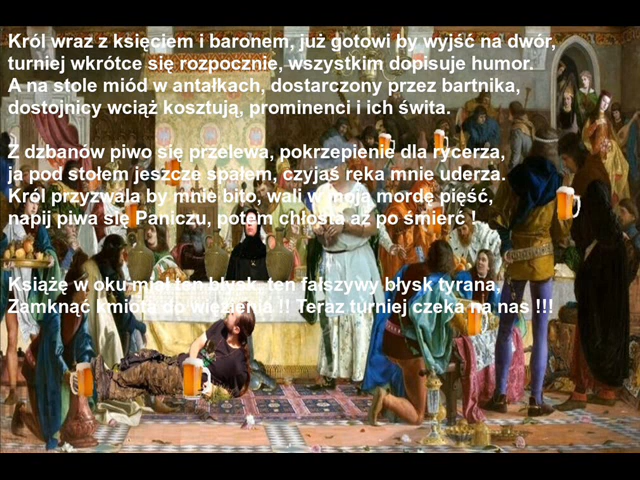 Król wraz z księciem i baronem, już gotowi by wyjść na dwór,
turniej wkrótce się rozpocznie, wszystkim dopisuje humor.
A na stole miód w antałkach, dostarczony przez bartnika,
dostojnicy wciąż kosztują, prominenci i ich świta.
Z dzbanów piwo się przelewa, pokrzepienie dla rycerza,
ja pod stołem jeszcze spałem, czyjaś ręka mnie uderza.
Król przyzwala by mnie bito, wali w moją mordę pięść,
napij piwa się Paniczu, potem chłosta aż po śmierć !
Książę w oku miał ten błysk, ten fałszywy błysk tyrana,
Zamknąć kmiota do więzienia !! Teraz turniej czeka na nas !!!